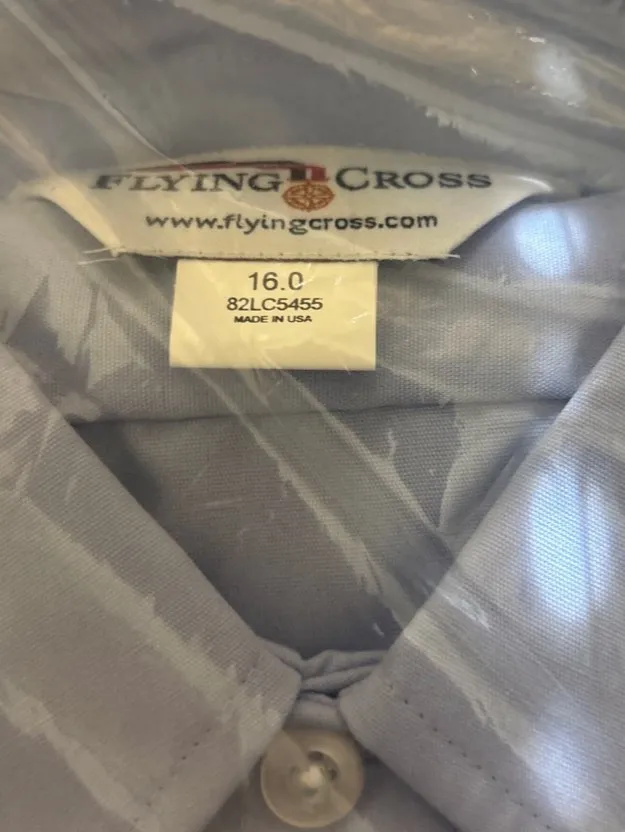 FLYING CROSS
www.flyingcross.com
16.0
82LC5455
MADE IN USA